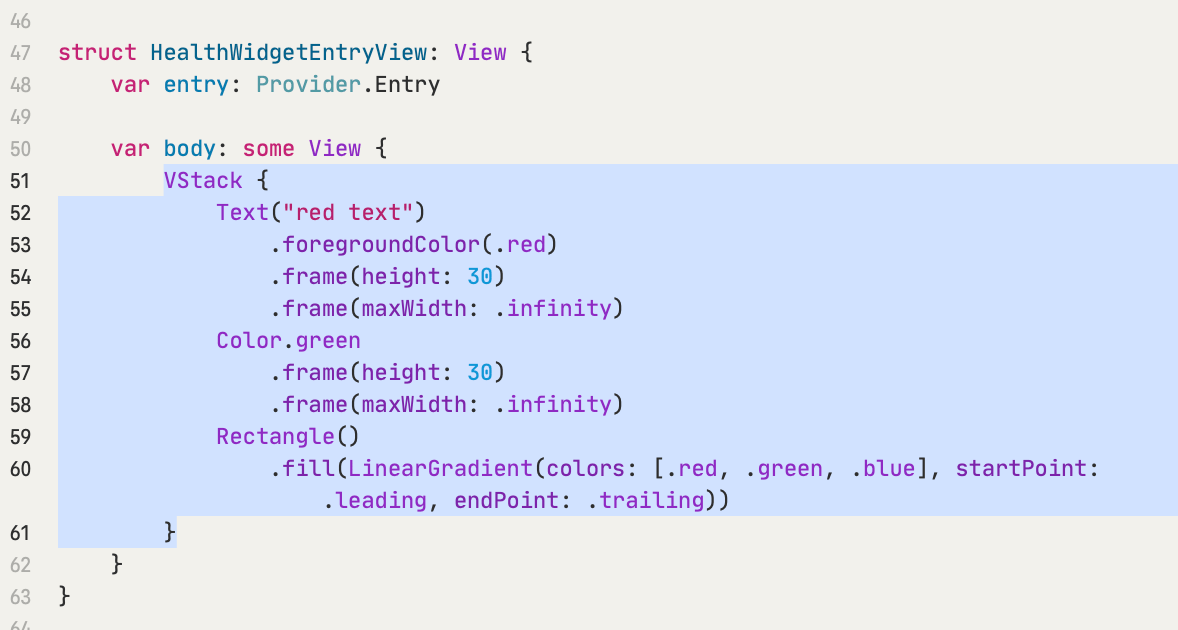 46
47 struct HealthWidgetEntryView: View {
48     var entry: Provider.Entry
49
50     var body: some View {
51         VStack {
52             Text("red text")
53                 .foregroundColor(.red)
54                 .frame(height: 30)
55                 .frame(maxWidth: .infinity)
56             Color.green
57                 .frame(height: 30)
58                 .frame(maxWidth: .infinity)
59             Rectangle()
60                 .fill(LinearGradient(colors: [.red, .green, .blue], startPoint:
                    .leading, endPoint: .trailing))
61         }
62     }
63 }
64